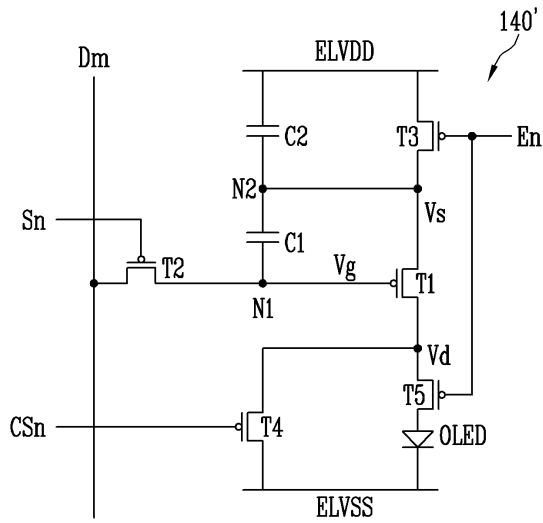 140'
Dm
ELVDD
C2
T3
En
N2
Sn
Vs
C1
T2
Vg
T1
N1
Vd
T5
CSn
T4
OLED
ELVSS